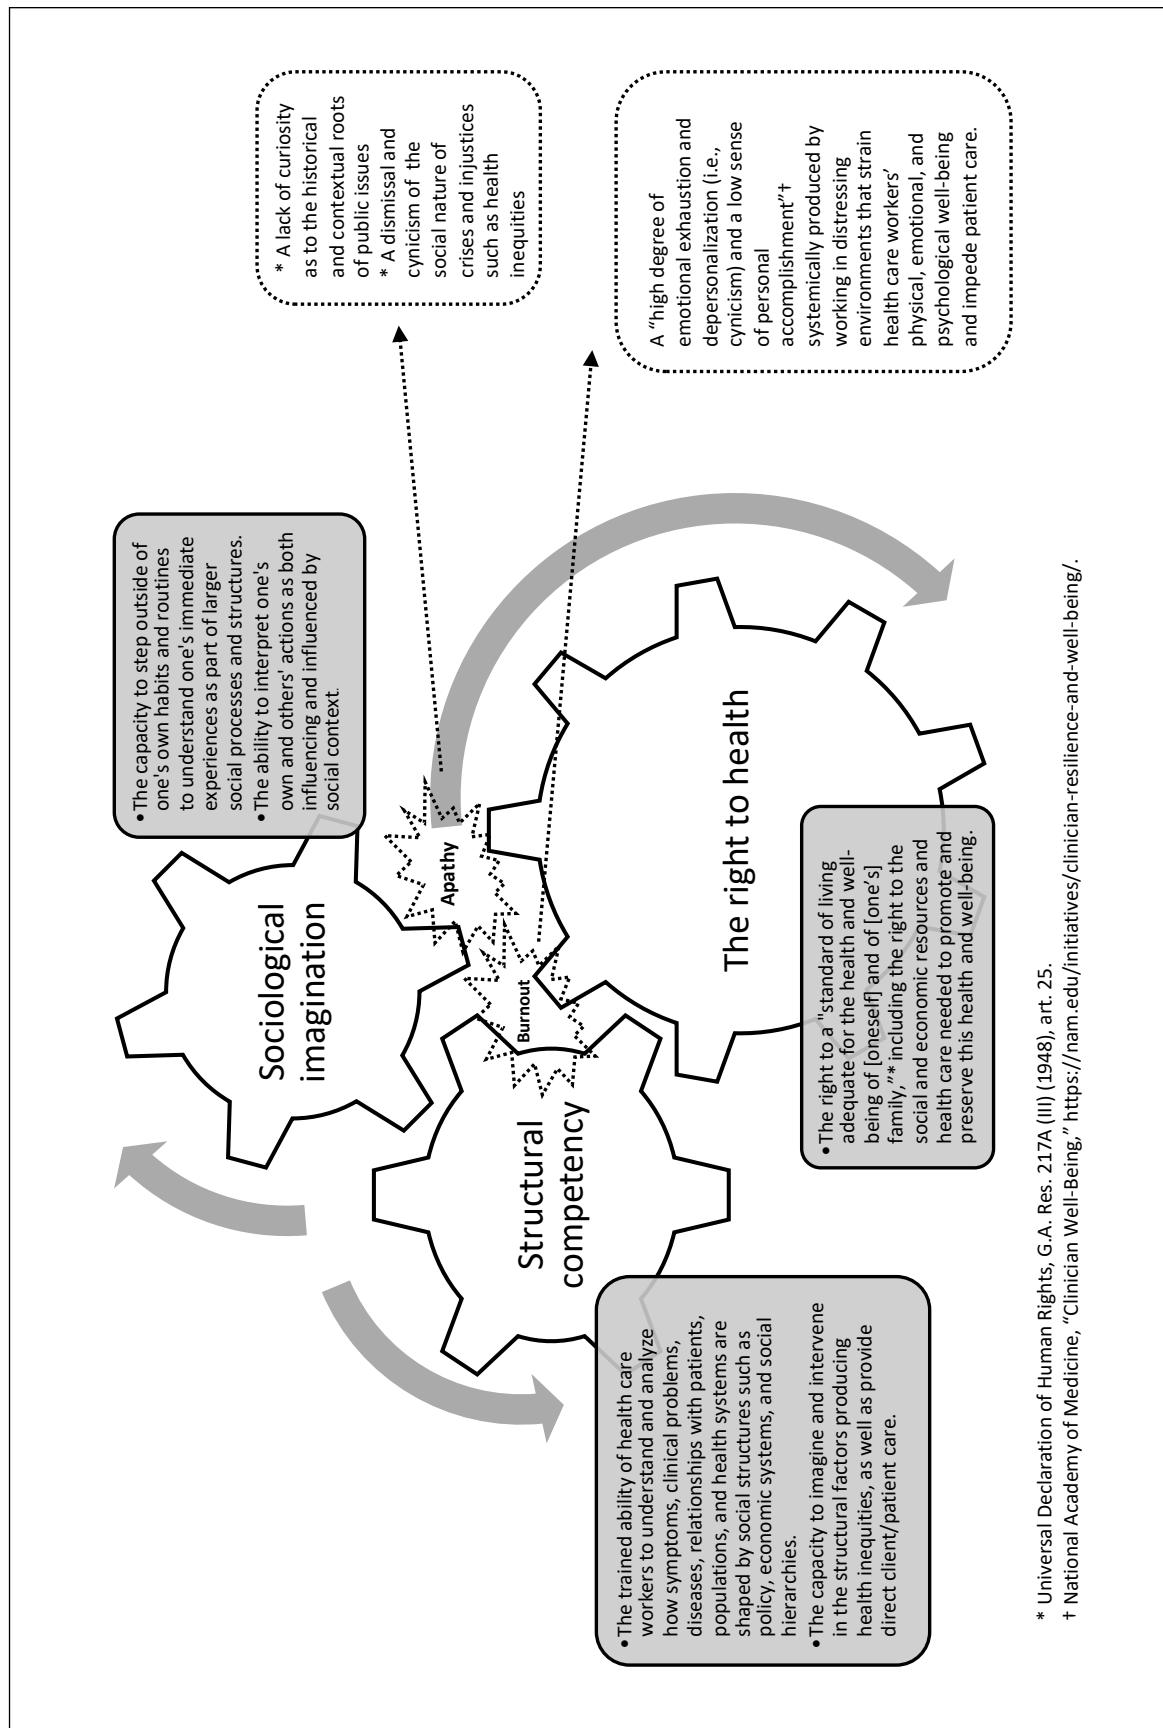 Sociological
imagination
•The capacity to step outside of
one's own habits and routines
to understand one's immediate
experiences as part of larger
social processes and structures.
•The ability to interpret one's
own and others' actions as both
influencing and influenced by
social context.
* A lack of curiosity
as to the historical
and contextual roots
of public issues
* A dismissal and
cynicism of the
social nature of
crises and injustices
such as health
inequities
Apathy
Burnout
Structural
competency
•The trained ability of health care
workers to understand and analyze
how symptoms, clinical problems,
diseases, relationships with patients,
populations, and health systems are
shaped by social structures such as
policy, economic systems, and social
hierarchies.
•The capacity to imagine and intervene
in the structural factors producing
health inequities, as well as provide
direct client/patient care.
The right to health
•The right to a "standard of living
adequate for the health and well-
being of [oneself] and of [one’s]
family,"* including the right to the
social and economic resources and
health care needed to promote and
preserve this health and well-being.
A “high degree of
emotional exhaustion and
depersonalization (i.e.,
cynicism) and a low sense
of personal
accomplishment”†
systemically produced by
working in distressing
environments that strain
health care workers’
physical, emotional, and
psychological well-being
and impede patient care.
* Universal Declaration of Human Rights, G.A. Res. 217A (III) (1948), art. 25.
† National Academy of Medicine, “Clinician Well-Being,” https://nam.edu/initiatives/clinician-resilience-and-well-being/.